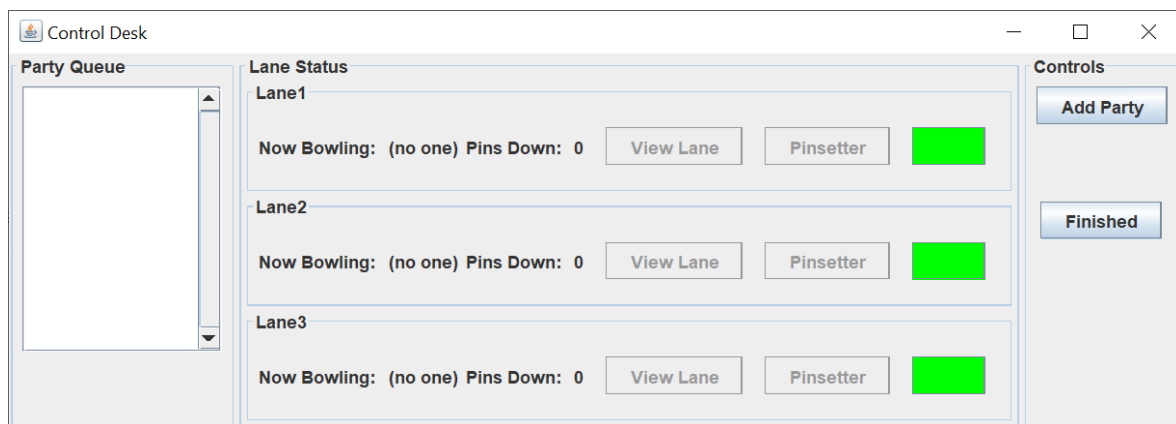 Control Desk
Party Queue
Lane Status
Lane1
Now Bowling: (no one) Pins Down: 0 View Lane Pinsetter
Lane2
Now Bowling: (no one) Pins Down: 0 View Lane Pinsetter
Lane3
Now Bowling: (no one) Pins Down: 0 View Lane Pinsetter
Controls
Add Party
Finished